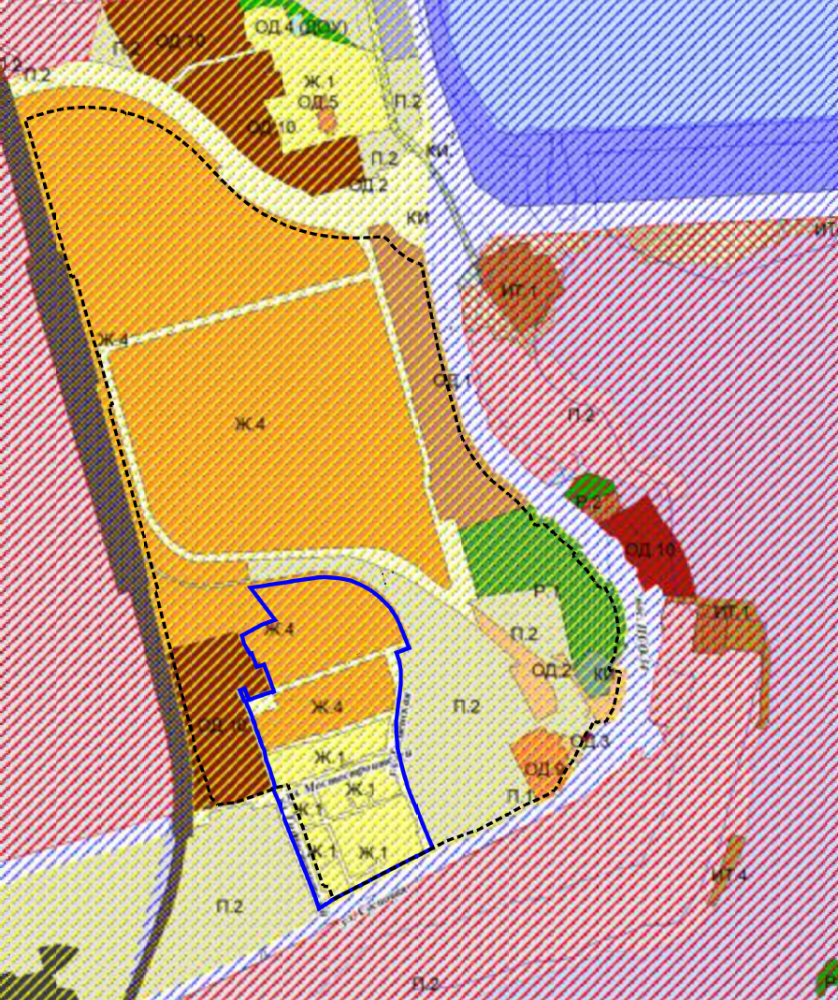 ОД.4 (ДОУ)
П.2
ОД.10
П.2
Ж.1
ОД.5
П.2
ОД.10
КИ
П.2
ОД.2
КИ
ИТ.1
Ж.4
ОД.1
П.2
Ж.4
Р.2
ОД.10
Р.1
ИТ.1
Ж.4
П.2
ОД.2
КИ
Ж.4
П.2
ОД.10
ОД.3
Ж.1
ОД.9
Мостостроителей
Ж.1
П.1
Ж.1
Ж.1
Ж.1
ИТ.4
П.2
П.2